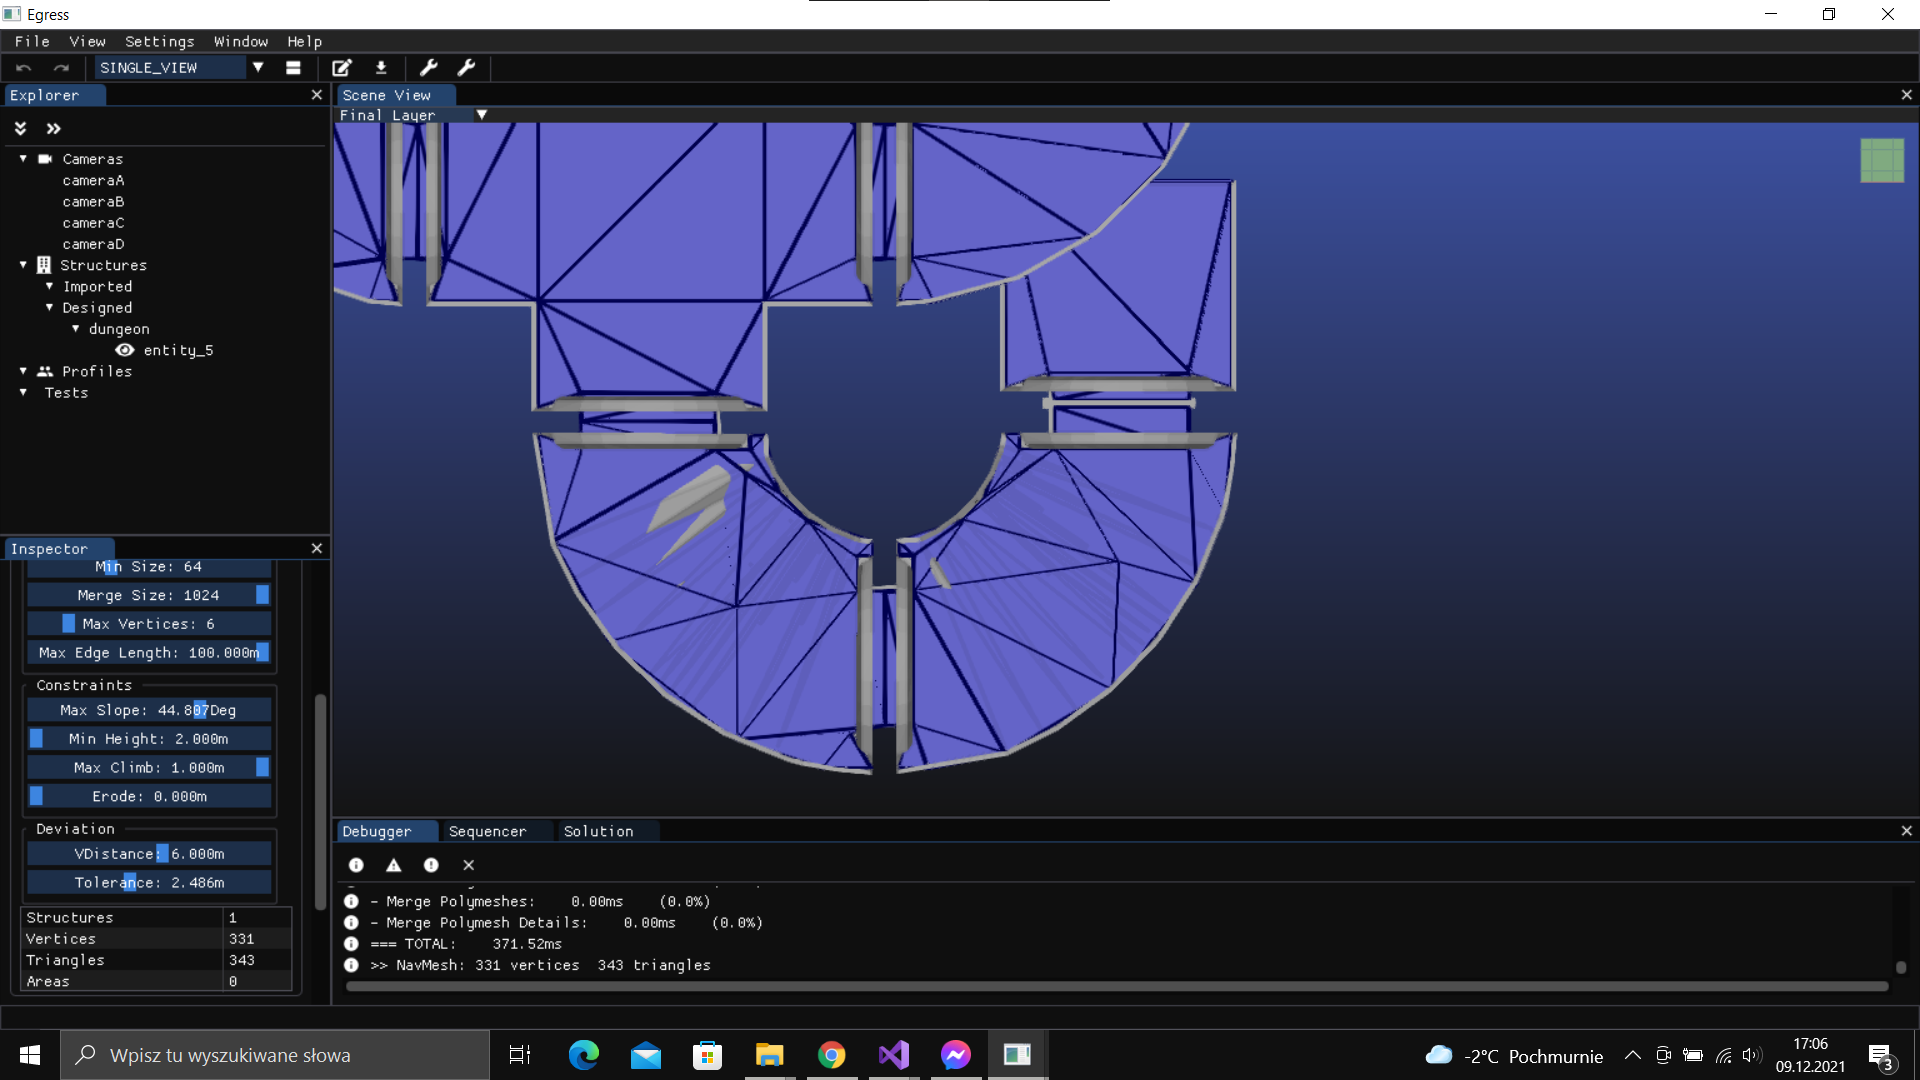 Egress
File View Settings Window Help
SINGLE_VIEW
Explorer
Scene View
Final Layer
Cameras
cameraA
cameraB
cameraC
cameraD
Structures
Imported
Designed
dungeon
entity_5
Profiles
Tests
Inspector
Min Size: 64
Merge Size: 1024
Max Vertices: 6
Max Edge Length: 100.000m
Constraints
Max Slope: 44.807Deg
Min Height: 2.000m
Max Climb: 1.000m
Erode: 0.000m
Deviation
VDistance: 6.000m
Tolerance: 2.486m
Structures 1
Vertices 331
Triangles 343
Areas 0
Debugger Sequencer Solution
- Merge Polymeshes: 0.00ms (0.0%)
- Merge Polymesh Details: 0.00ms (0.0%)
=== TOTAL: 371.52ms
>> NavMesh: 331 vertices 343 triangles
Wpisz tu wyszukiwane słowa
-2°C Pochmurnie
17:06
09.12.2021
3